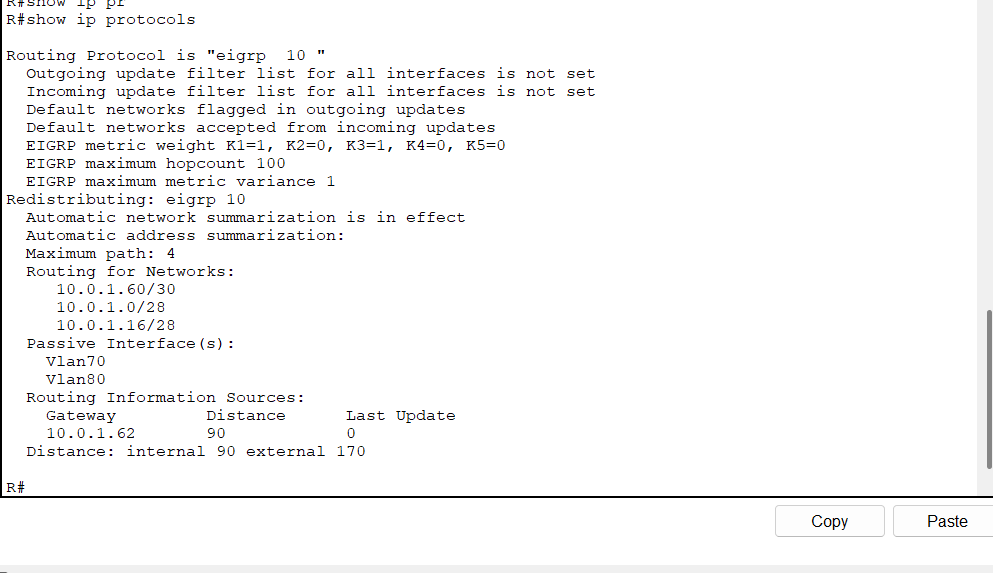 R#show ip pr
R#show ip protocols
Routing Protocol is "eigrp  10 "
  Outgoing update filter list for all interfaces is not set
  Incoming update filter list for all interfaces is not set
  Default networks flagged in outgoing updates
  Default networks accepted from incoming updates
  EIGRP metric weight K1=1, K2=0, K3=1, K4=0, K5=0
  EIGRP maximum hopcount 100
  EIGRP maximum metric variance 1
Redistributing: eigrp 10
  Automatic network summarization is in effect
  Automatic address summarization:
  Maximum path: 4
  Routing for Networks:
     10.0.1.60/30
     10.0.1.0/28
     10.0.1.16/28
  Passive Interface(s):
    Vlan70
    Vlan80
  Routing Information Sources:
    Gateway         Distance      Last Update
    10.0.1.62       90            0
  Distance: internal 90 external 170
R#
Copy Paste